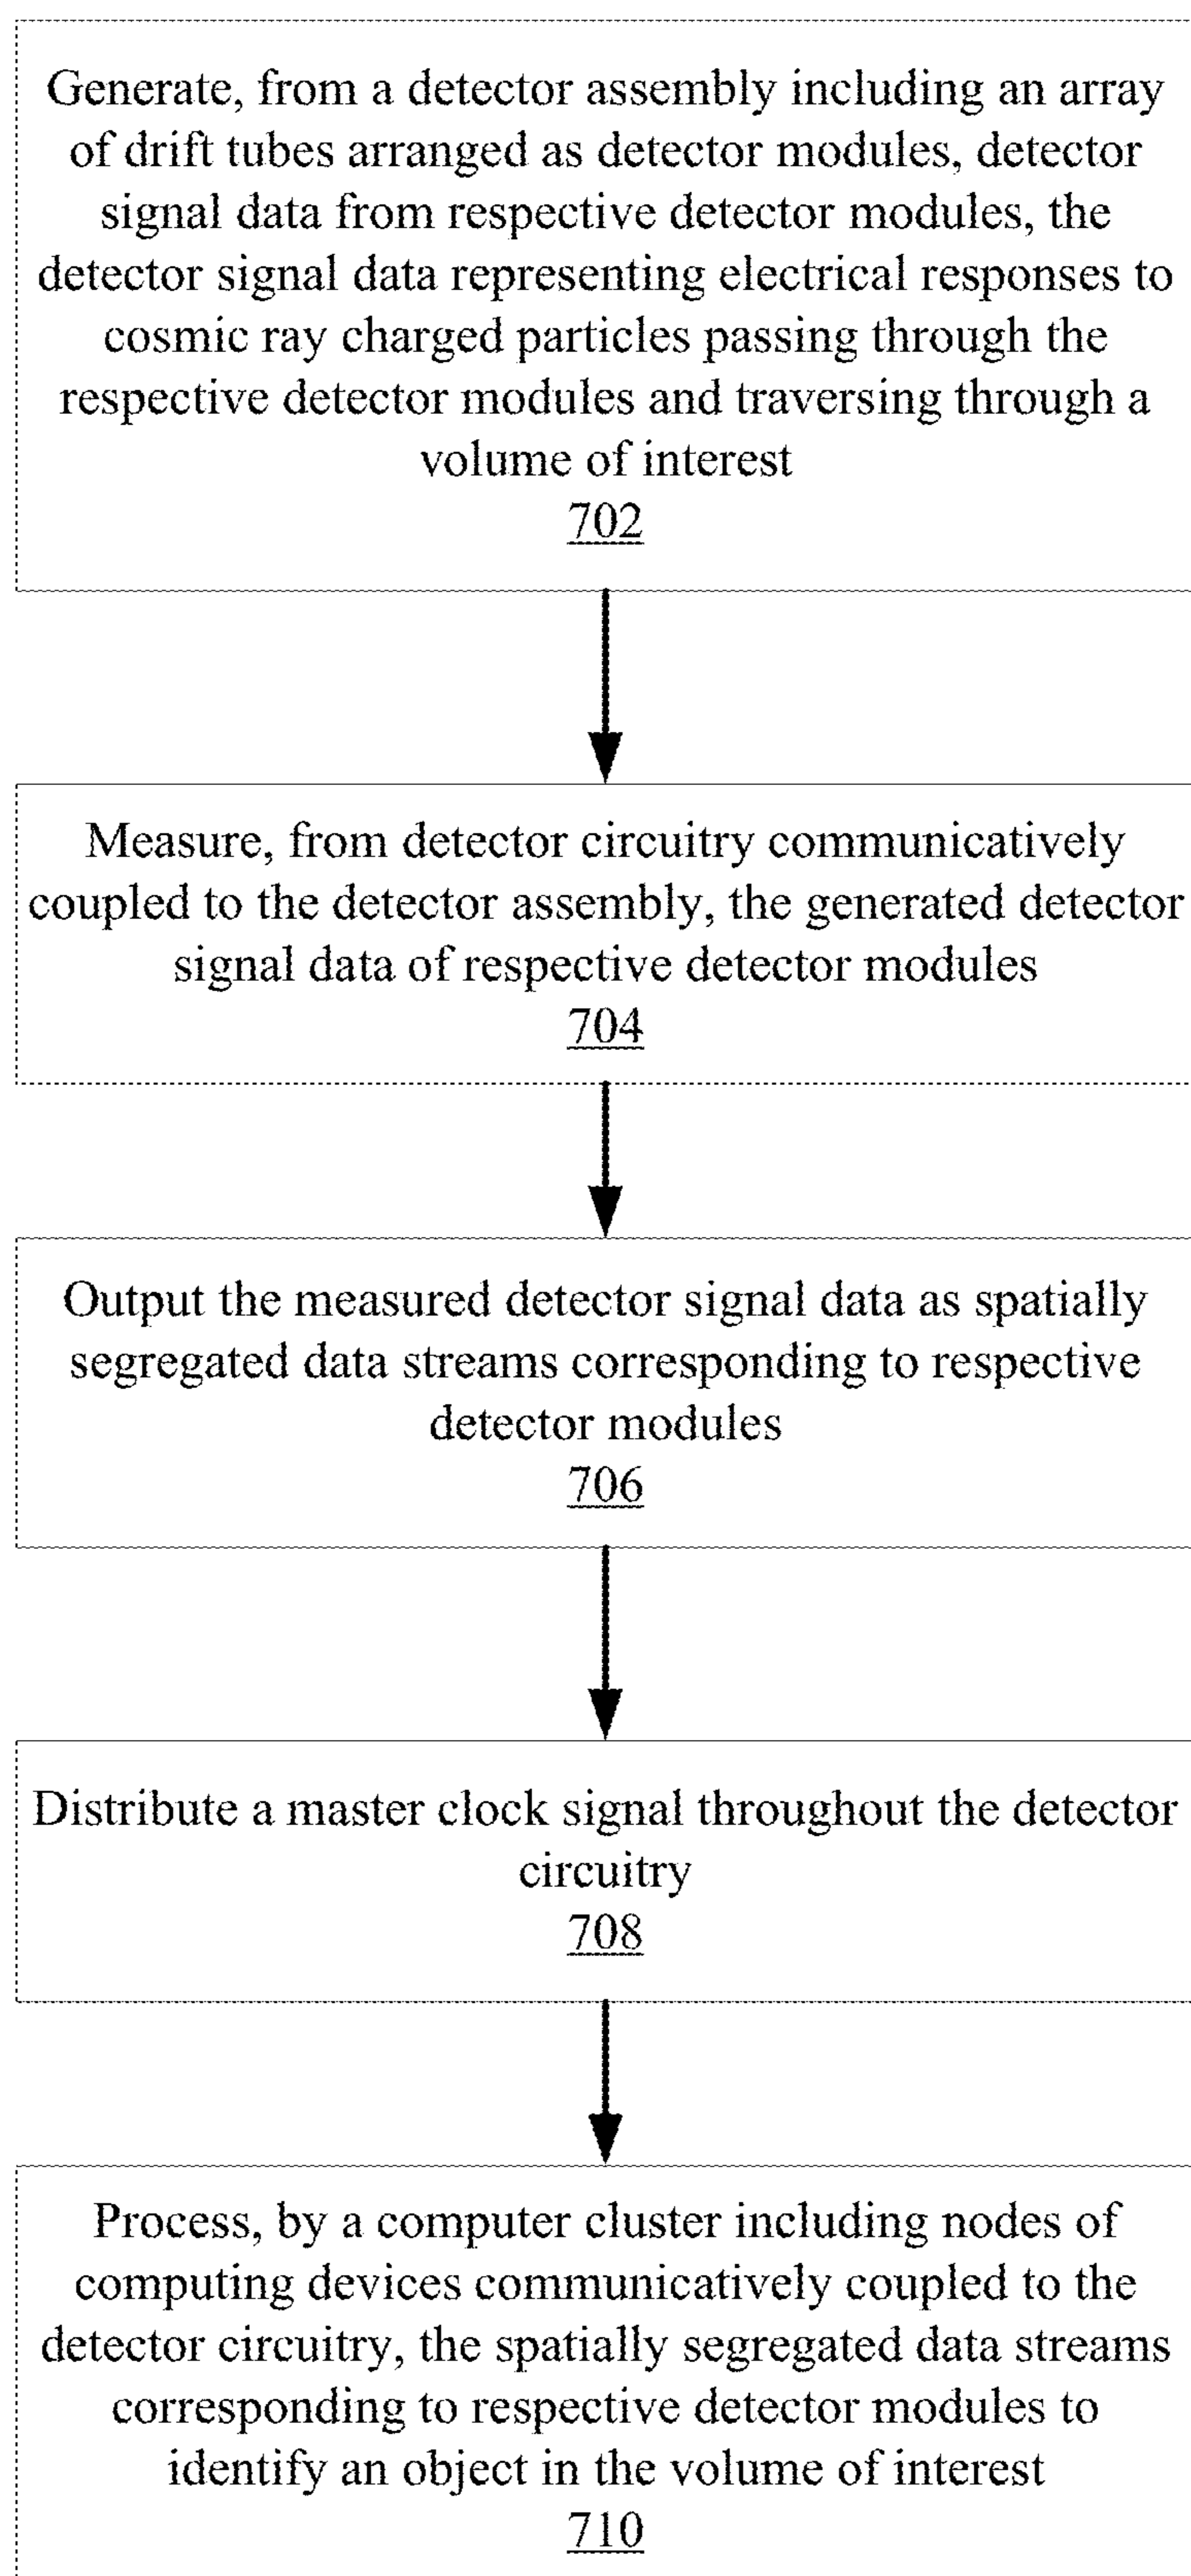 Generate, from a detector assembly including an array
of drift tubes arranged as detector modules, detector
signal data from respective detector modules, the
detector signal data representing electrical responses to
cosmic ray charged particles passing through the
respective detector modules and traversing through a
volume of interest
702
Measure, from detector circuitry communicatively
coupled to the detector assembly, the generated detector
signal data of respective detector modules
704
Output the measured detector signal data as spatially
segregated data streams corresponding to respective
detector modules
706
Distribute a master clock signal throughout the detector
circuitry
708
Process, by a computer cluster including nodes of
computing devices communicatively coupled to the
detector circuitry, the spatially segregated data streams
corresponding to respective detector modules to
identify an object in the volume of interest
710